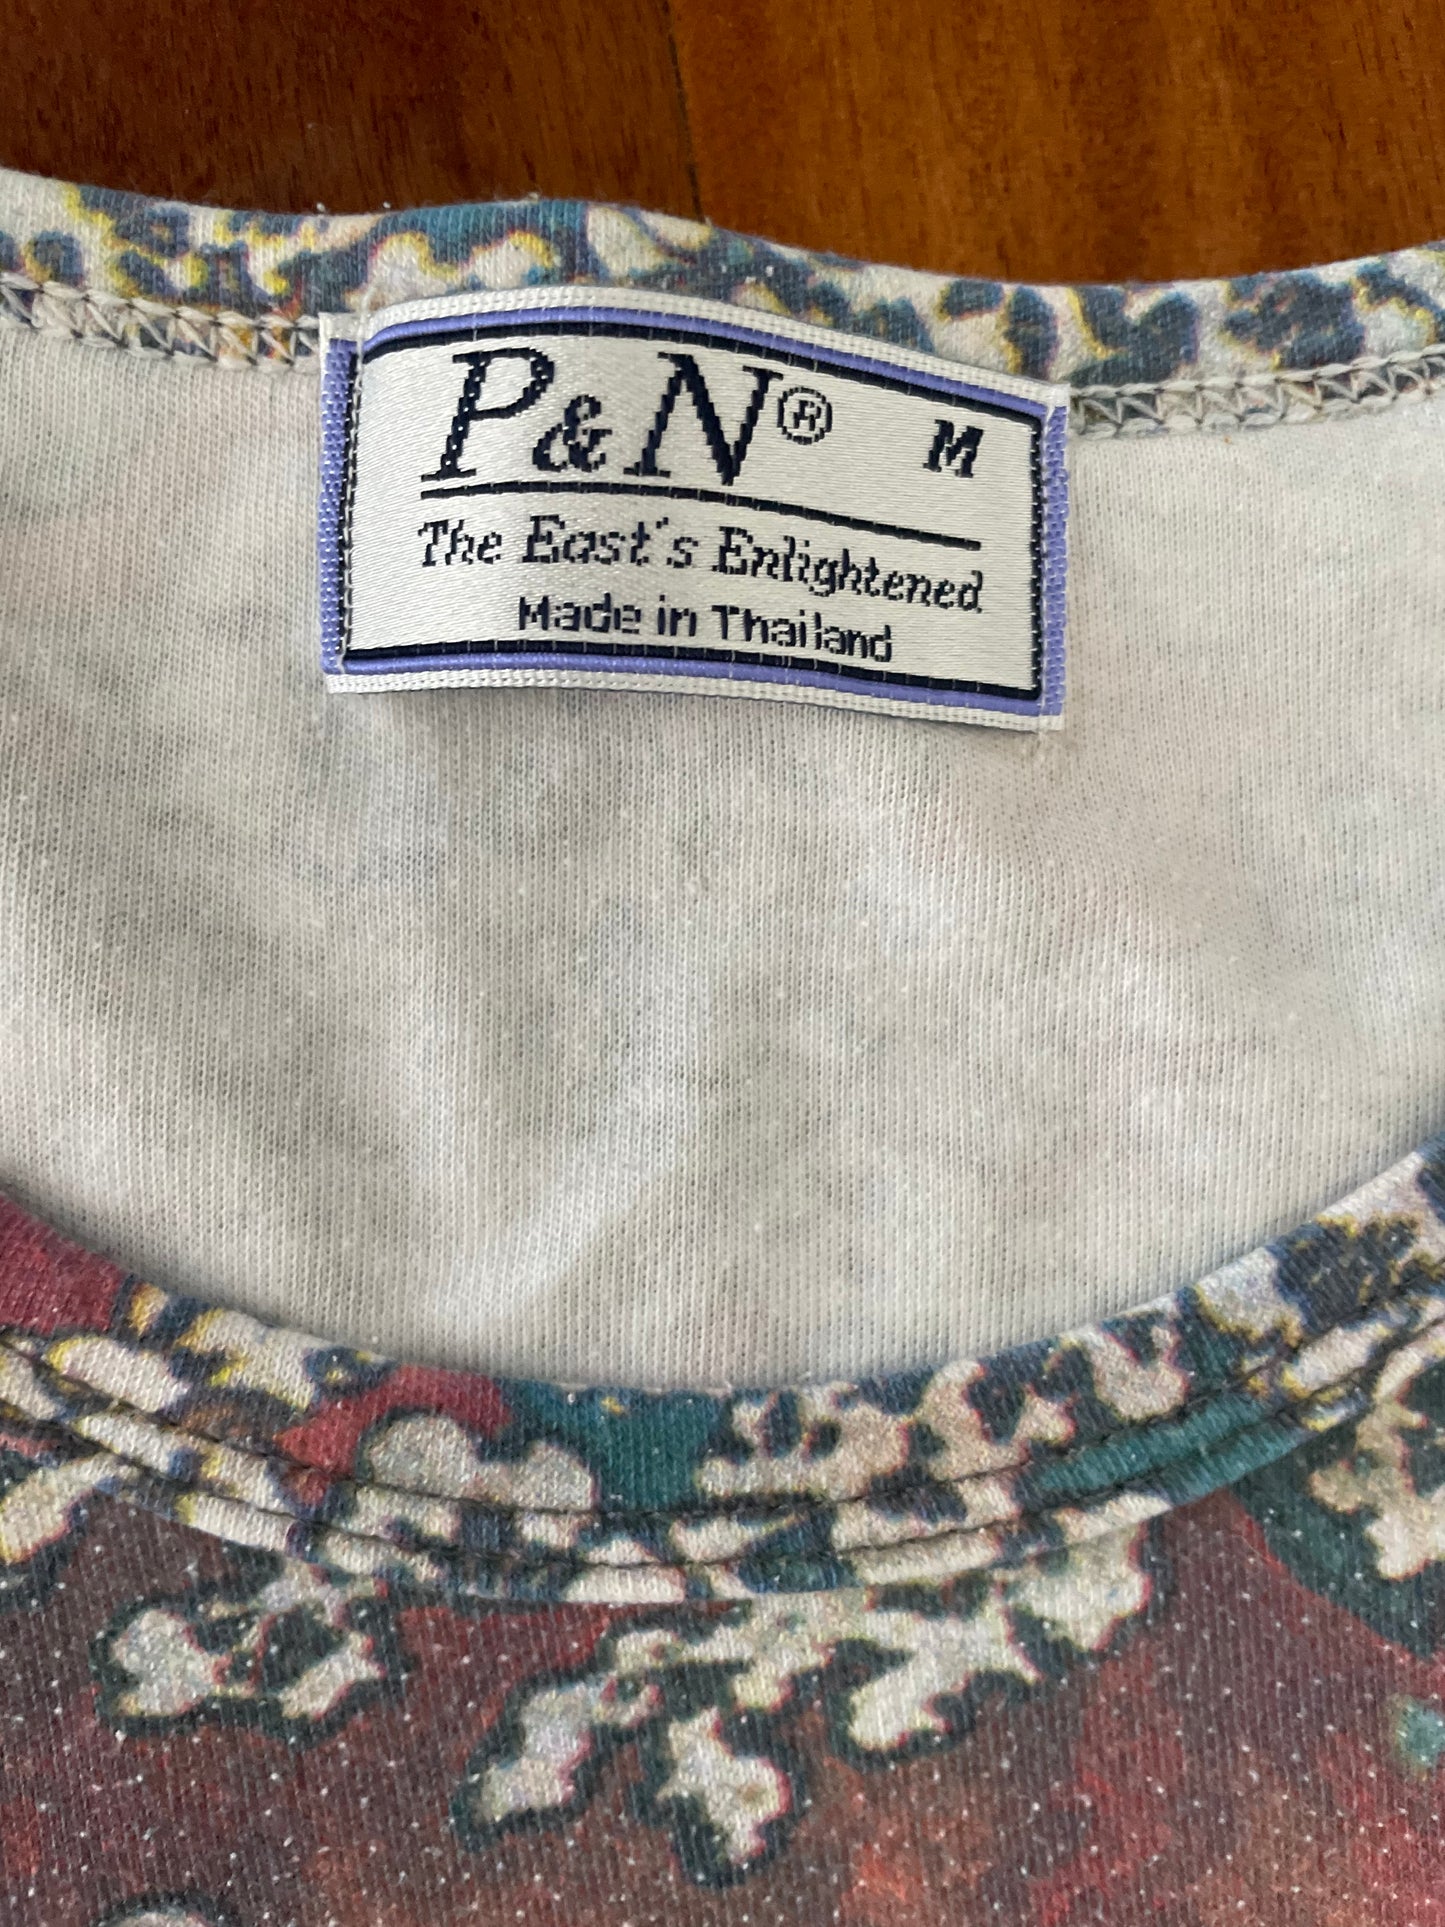 P&N® M
The East's Enlightened
Made in Thailand